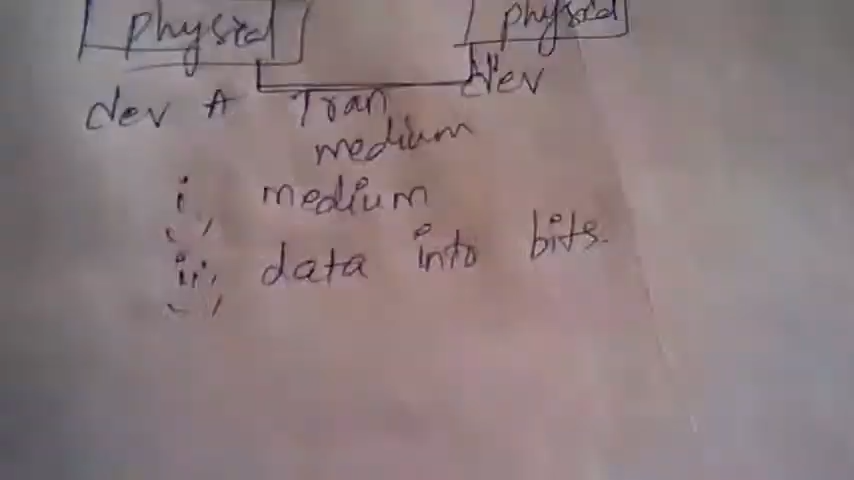 physical physical
dev A Tran dev
medium
i, medium
ii, data into bits.